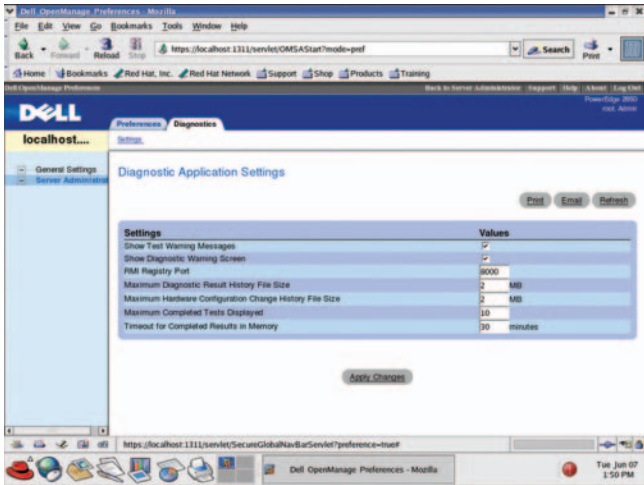 Dell OpenManage Preferences - Mozilla
File Edit View Go Bookmarks Tools Window Help
Back Forward Reload Stop https://localhost:1311/servlet/OMSAStart?mode=pref Search Print
Home Bookmarks Red Hat, Inc. Red Hat Network Support Shop Products Training
Dell OpenManage Preferences Back to Server Administrator Support Help About Log Out
DELL
PowerEdge 2850
root, Admin
Preferences Diagnostics
localhost....
Settings
General Settings
Server Administrat
Diagnostic Application Settings
Print Email Refresh
Settings Values
Show Test Warning Messages
Show Diagnostic Warning Screen
RMI Registry Port 8000
Maximum Diagnostic Result History File Size 2 MB
Maximum Hardware Configuration Change History File Size 2 MB
Maximum Completed Tests Displayed 10
Timeout for Completed Results in Memory 30 minutes
Apply Changes
https://localhost:1311/servlet/SecureGlobalNavBarServlet?preference=true#
Dell OpenManage Preferences - Mozilla
Tue Jun 07
1:50 PM